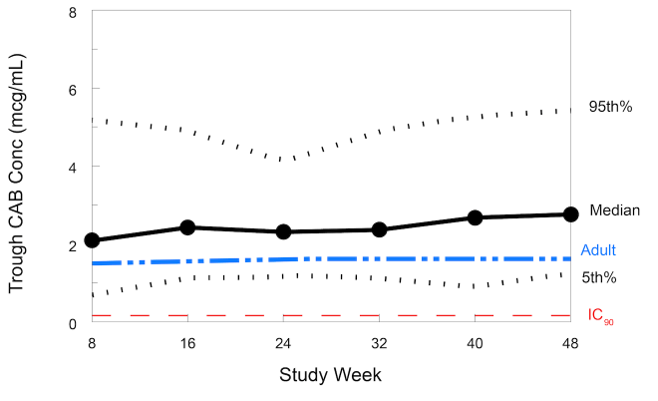 Trough CAB Conc (mcg/mL)
8
6
4
2
0
95th%
Median
Adult
5th%
IC90
8 16 24 32 40 48
Study Week